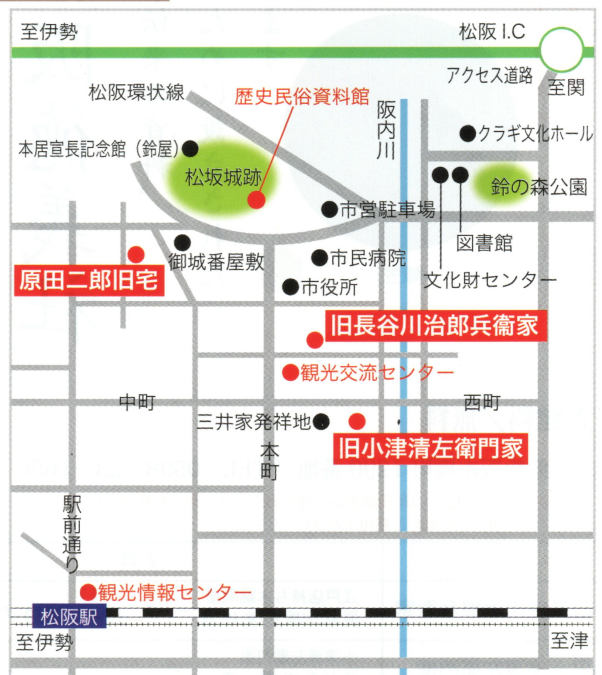 至伊勢
松阪 I.C
アクセス道路
至関
松阪環状線
歴史民俗資料館
阪内川
クラギ文化ホール
本居宣長記念館（鈴屋）
松坂城跡
鈴の森公園
市営駐車場
図書館
御城番屋敷
市民病院
文化財センター
原田二郎旧宅
市役所
旧長谷川治郎兵衞家
観光交流センター
中町
西町
三井家発祥地
本町
旧小津清左衛門家
駅前通り
観光情報センター
松阪駅
至伊勢
至津